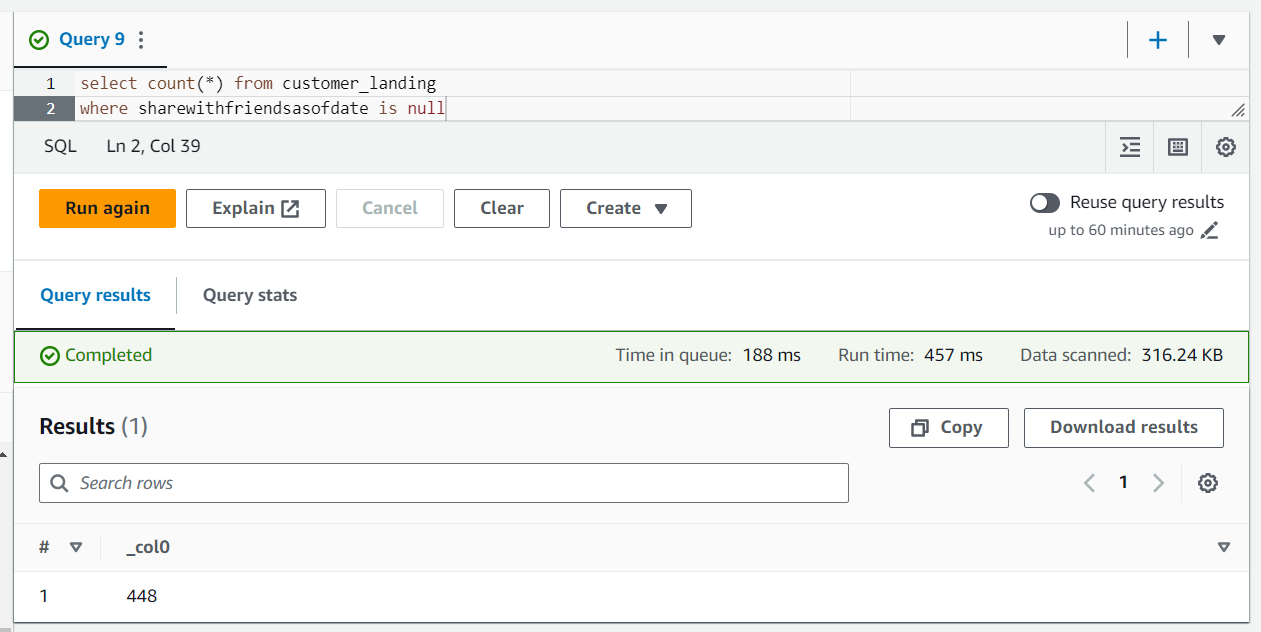 Query 9
1 select count(*) from customer_landing
2 where sharewithfriendsasofdate is null
SQL Ln 2, Col 39
Run again Explain Cancel Clear Create Reuse query results
up to 60 minutes ago
Query results Query stats
Completed Time in queue: 188 ms Run time: 457 ms Data scanned: 316.24 KB
Results (1) Copy Download results
Search rows 1
# _col0
1 448